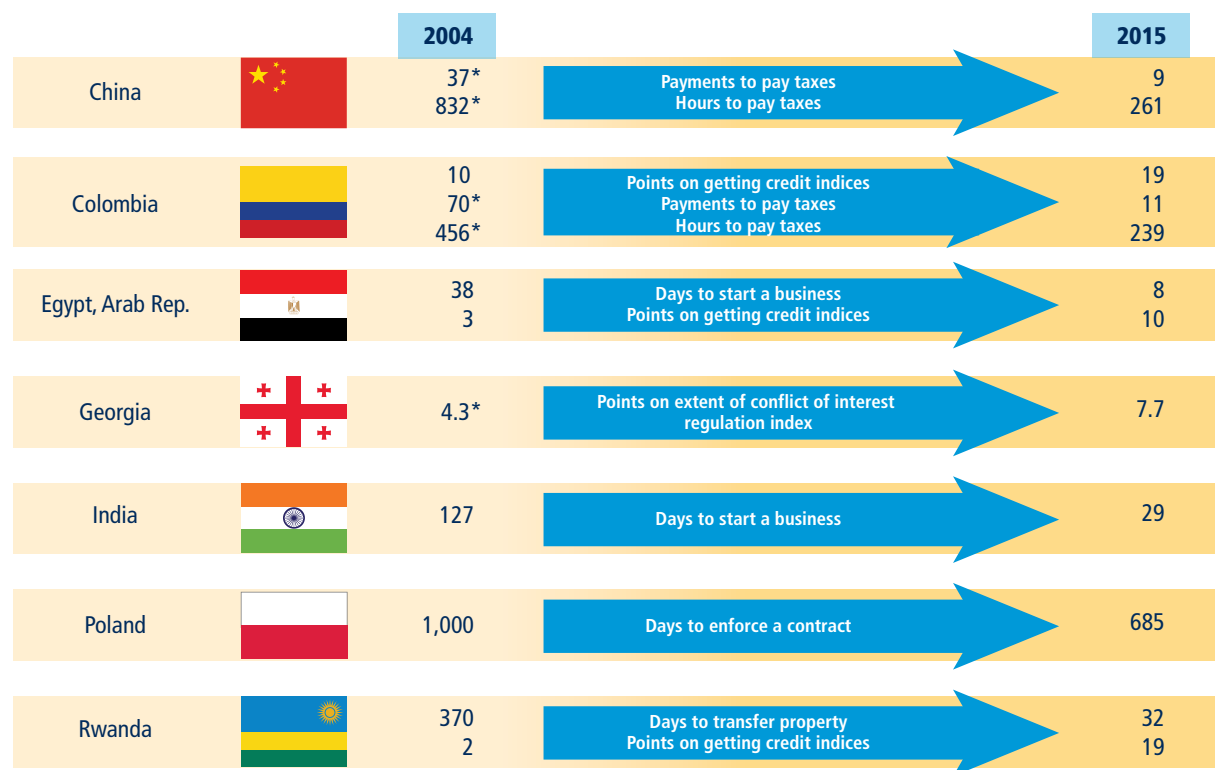 2004 2015
China 37* Payments to pay taxes 9
832* Hours to pay taxes 261
10 Points on getting credit indices 19
Colombia 70* Payments to pay taxes 11
456* Hours to pay taxes 239
Egypt, Arab Rep. 38 Days to start a business 8
3 Points on getting credit indices 10
Georgia 4.3* Points on extent of conflict of interest 7.7
regulation index
India 127 Days to start a business 29
Poland 1,000 Days to enforce a contract 685
Rwanda 370 Days to transfer property 32
2 Points on getting credit indices 19